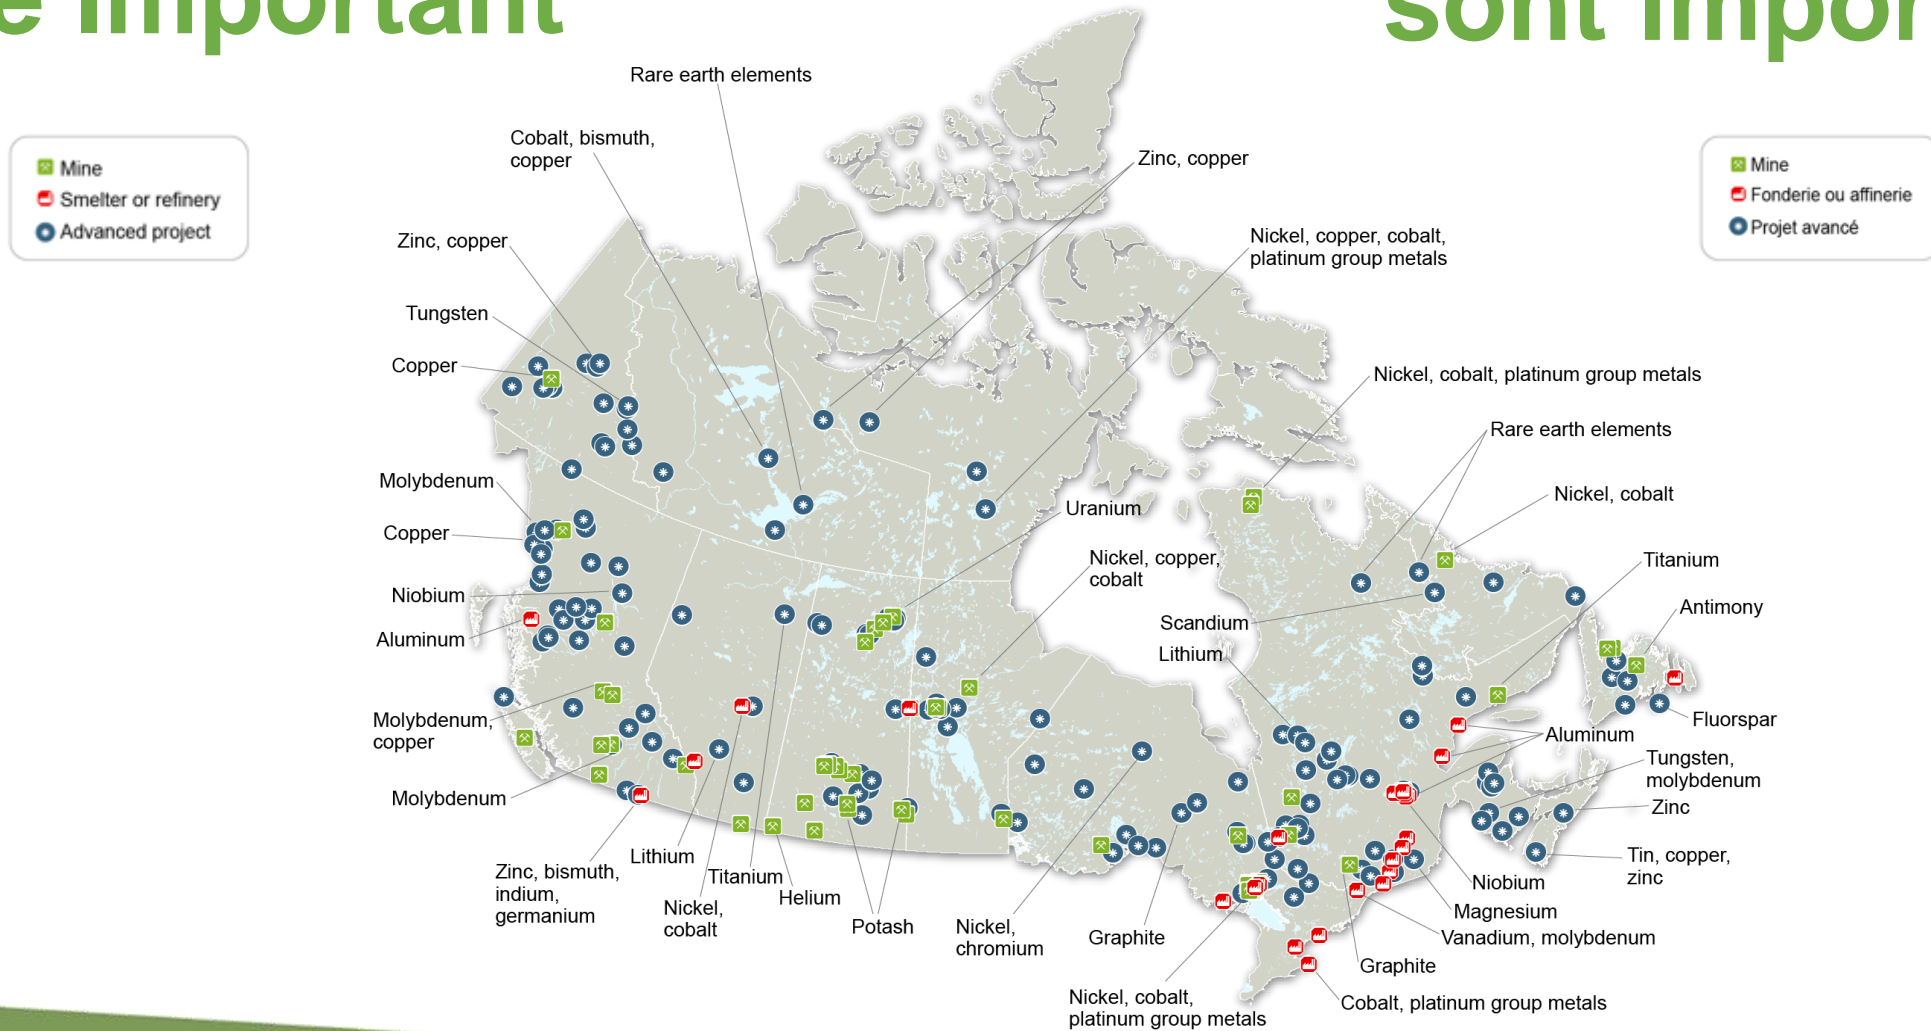 e important
sont impor
Mine
Smelter or refinery
Advanced project
Mine
Fonderie ou affinerie
Projet avancé
Rare earth elements
Cobalt, bismuth,
copper
Zinc, copper
Zinc, copper
Nickel, copper, cobalt,
platinum group metals
Tungsten
Copper
Nickel, cobalt, platinum group metals
Rare earth elements
Molybdenum
Nickel, cobalt
Uranium
Copper
Nickel, copper,
cobalt
Titanium
Niobium
Antimony
Scandium
Aluminum
Lithium
Molybdenum,
copper
Fluorspar
Aluminum
Tungsten,
molybdenum
Molybdenum
Zinc
Zinc, bismuth,
indium,
germanium
Lithium
Titanium
Nickel,
cobalt
Helium
Potash
Nickel,
chromium
Graphite
Tin, copper,
zinc
Niobium
Magnesium
Vanadium, molybdenum
Graphite
Nickel, cobalt,
platinum group metals
Cobalt, platinum group metals